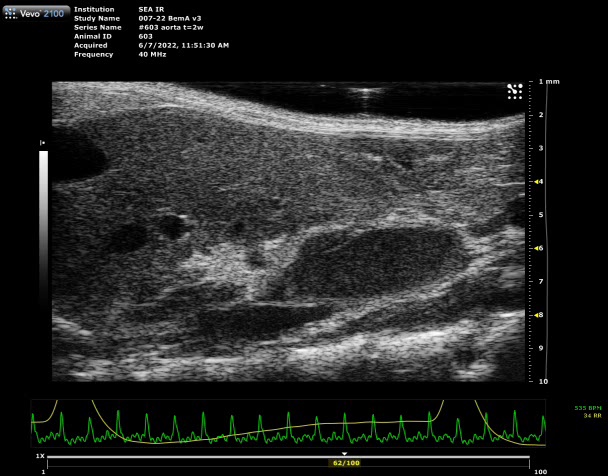 Vevo 2100
Institution SEA IR
Study Name 007-22 BemA v3
Series Name #603 aorta t=2w
Animal ID 603
Acquired 6/7/2022, 11:51:30 AM
Frequency 40 MHz
1 mm
2
3
4
5
6
7
8
9
10
535 BPM
34 RR
1X
62/100
1
100